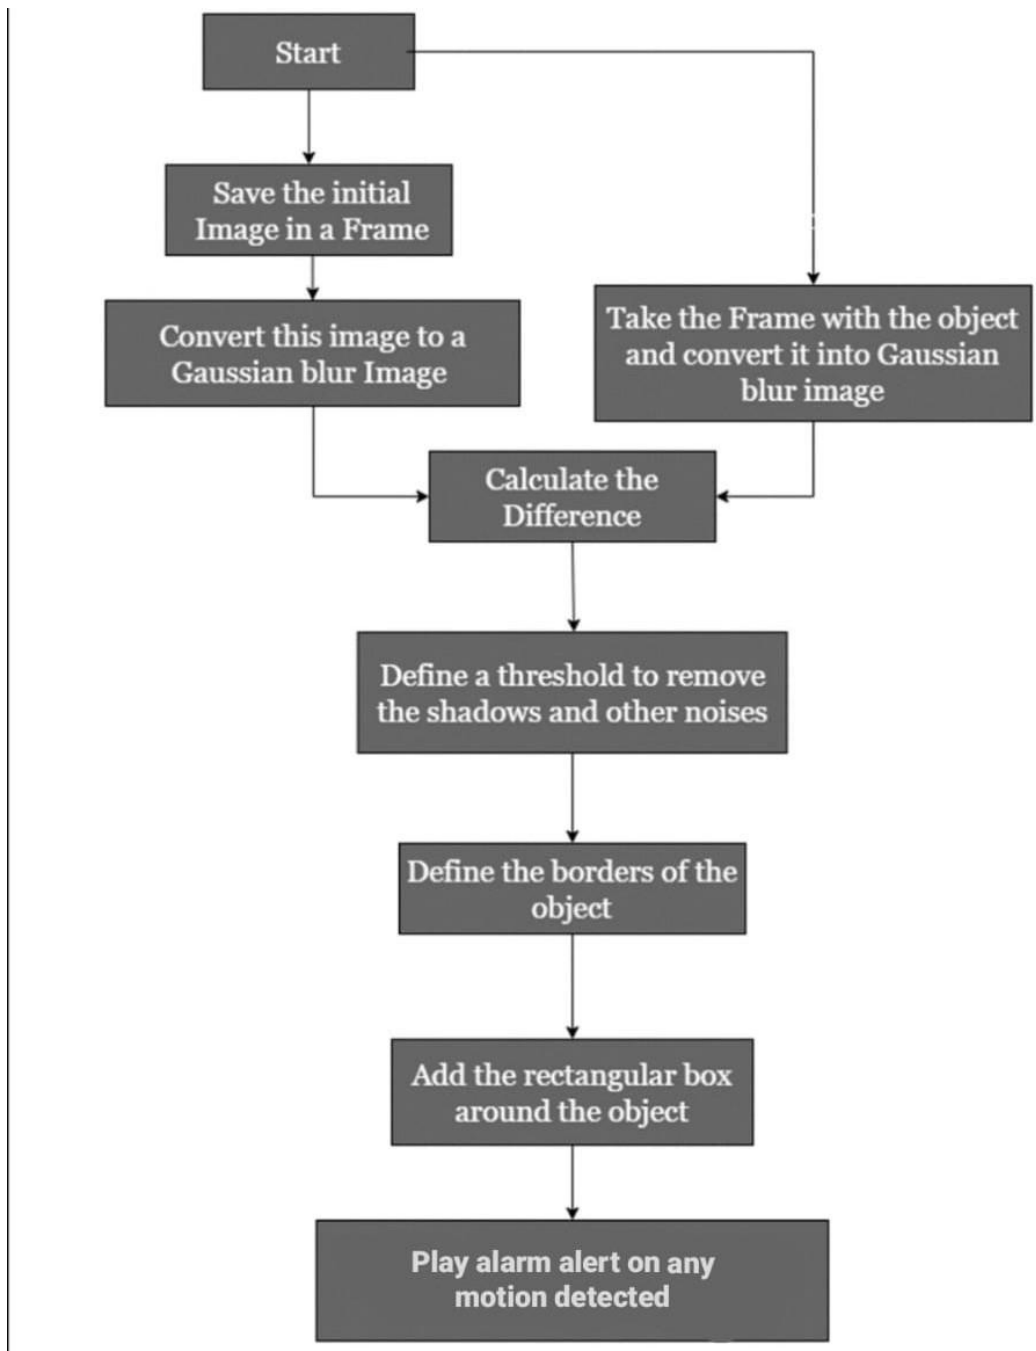 Start
Save the initial
Image in a Frame
Convert this image to a
Gaussian blur Image
Take the Frame with the object
and convert it into Gaussian
blur image
Calculate the
Difference
Define a threshold to remove
the shadows and other noises
Define the borders of the
object
Add the rectangular box
around the object
Play alarm alert on any
motion detected